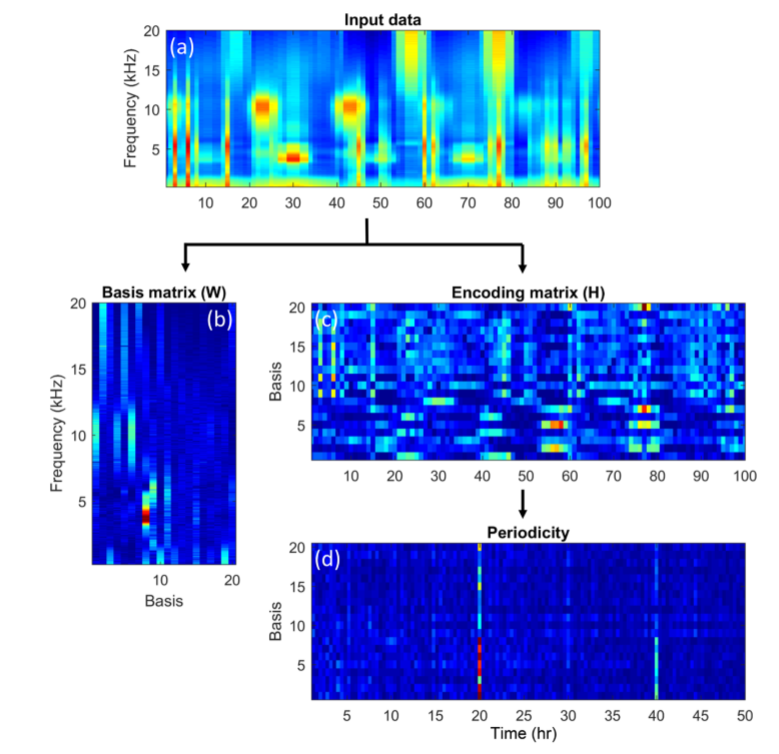 Input data
(a)
Frequency (kHz)
20
15
10
5
10 20 30 40 50 60 70 80 90 100
Basis matrix (W)
(b)
Frequency (kHz)
20
15
10
5
10 20
Basis
Encoding matrix (H)
(c)
Basis
20
15
10
5
10 20 30 40 50 60 70 80 90 100
Periodicity
(d)
Basis
20
15
10
5
5 10 15 20 25 30 35 40 45 50
Time (hr)